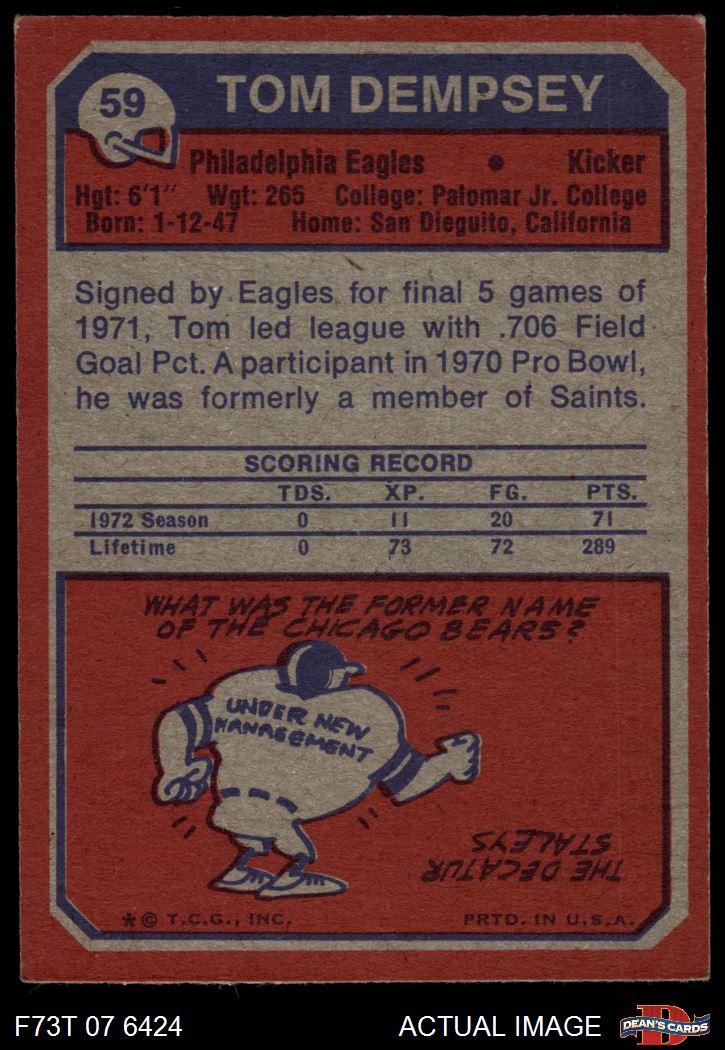 59
TOM DEMPSEY
Philadelphia Eagles • Kicker
Hgt: 6'1" Wgt: 265 College: Palomar Jr. College
Born: 1-12-47 Home: San Dieguito, California
Signed by Eagles for final 5 games of
1971, Tom led league with .706 Field
Goal Pct. A participant in 1970 Pro Bowl,
he was formerly a member of Saints.
SCORING RECORD
TDS. XP. FG. PTS.
1972 Season 0 11 20 71
Lifetime 0 73 72 289
WHAT WAS THE FORMER NAME
OF THE CHICAGO BEARS?
UNDER NEW
MANAGEMENT
THE DECATUR
STALEYS
* © T.C.G., INC. PRTD. IN U.S.A.
F73T 07 6424 ACTUAL IMAGE
D
DEAN'S CARDS